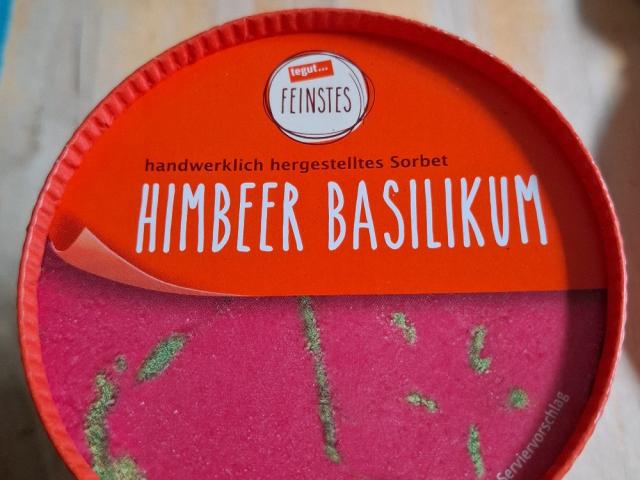 tegut...
FEINSTES
handwerklich hergestelltes Sorbet
HIMBEER BASILIKUM
Serviervorschlag